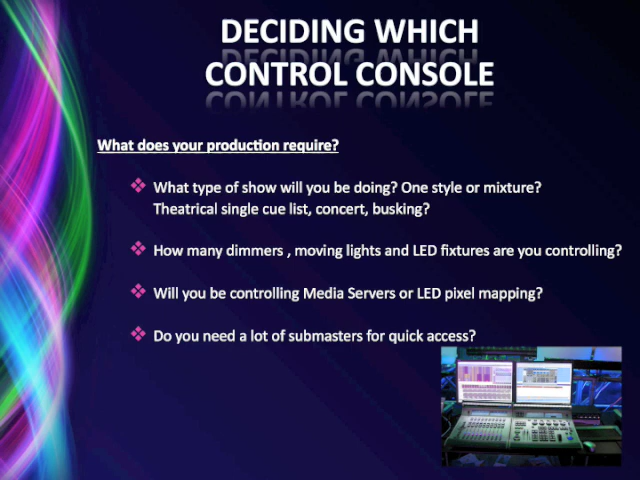 DECIDING WHICH
CONTROL CONSOLE
What does your production require?
❖ What type of show will you be doing? One style or mixture?
Theatrical single cue list, concert, busking?
❖ How many dimmers , moving lights and LED fixtures are you controlling?
❖ Will you be controlling Media Servers or LED pixel mapping?
❖ Do you need a lot of submasters for quick access?